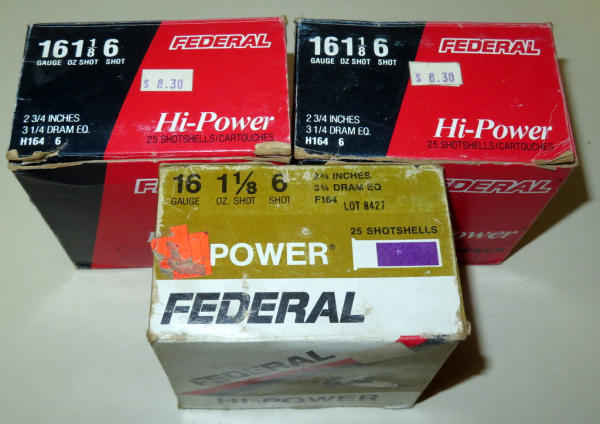 16 1 1/8 6
GAUGE OZ SHOT SHOT
FEDERAL
$ 8.30
2 3/4 INCHES
3 1/4 DRAM EQ.
H164 6
Hi-Power
25 SHOTSHELLS/CARTOUCHES
16 1 1/8 6
GAUGE OZ SHOT SHOT
FEDERAL
$ 8.30
2 3/4 INCHES
3 1/4 DRAM EQ.
H164 6
Hi-Power
25 SHOTSHELLS/CARTOUCHES
FEDERAL
16 1 1/8 6
GAUGE OZ. SHOT SHOT
2 3/4 INCHES
3 1/4 DRAM EQ
F164 LOT 8427
25 SHOTSHELLS
POWER®
FEDERAL
FEDERAL
HI-POWER